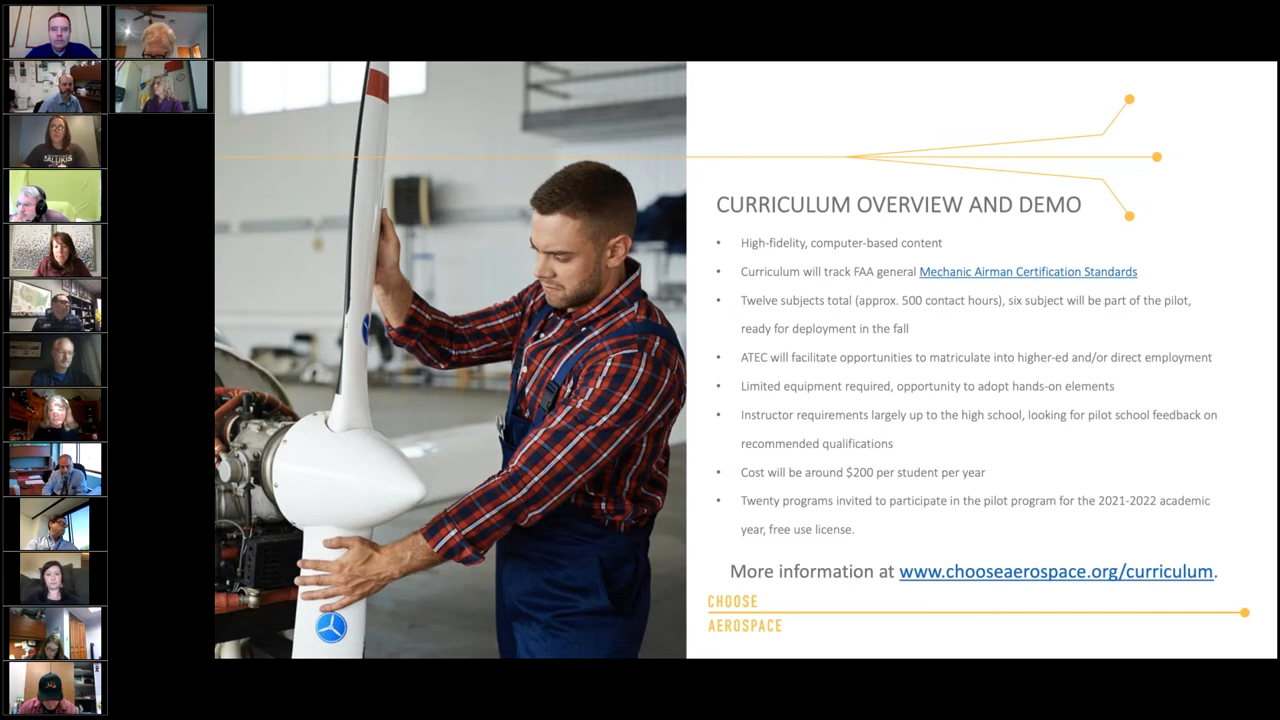 SALUKIS
CURRICULUM OVERVIEW AND DEMO
• High-fidelity, computer-based content
• Curriculum will track FAA general Mechanic Airman Certification Standards
• Twelve subjects total (approx. 500 contact hours), six subject will be part of the pilot,
ready for deployment in the fall
• ATEC will facilitate opportunities to matriculate into higher-ed and/or direct employment
• Limited equipment required, opportunity to adopt hands-on elements
• Instructor requirements largely up to the high school, looking for pilot school feedback on
recommended qualifications
• Cost will be around $200 per student per year
• Twenty programs invited to participate in the pilot program for the 2021-2022 academic
year, free use license.
More information at www.chooseaerospace.org/curriculum.
CHOOSE
AEROSPACE